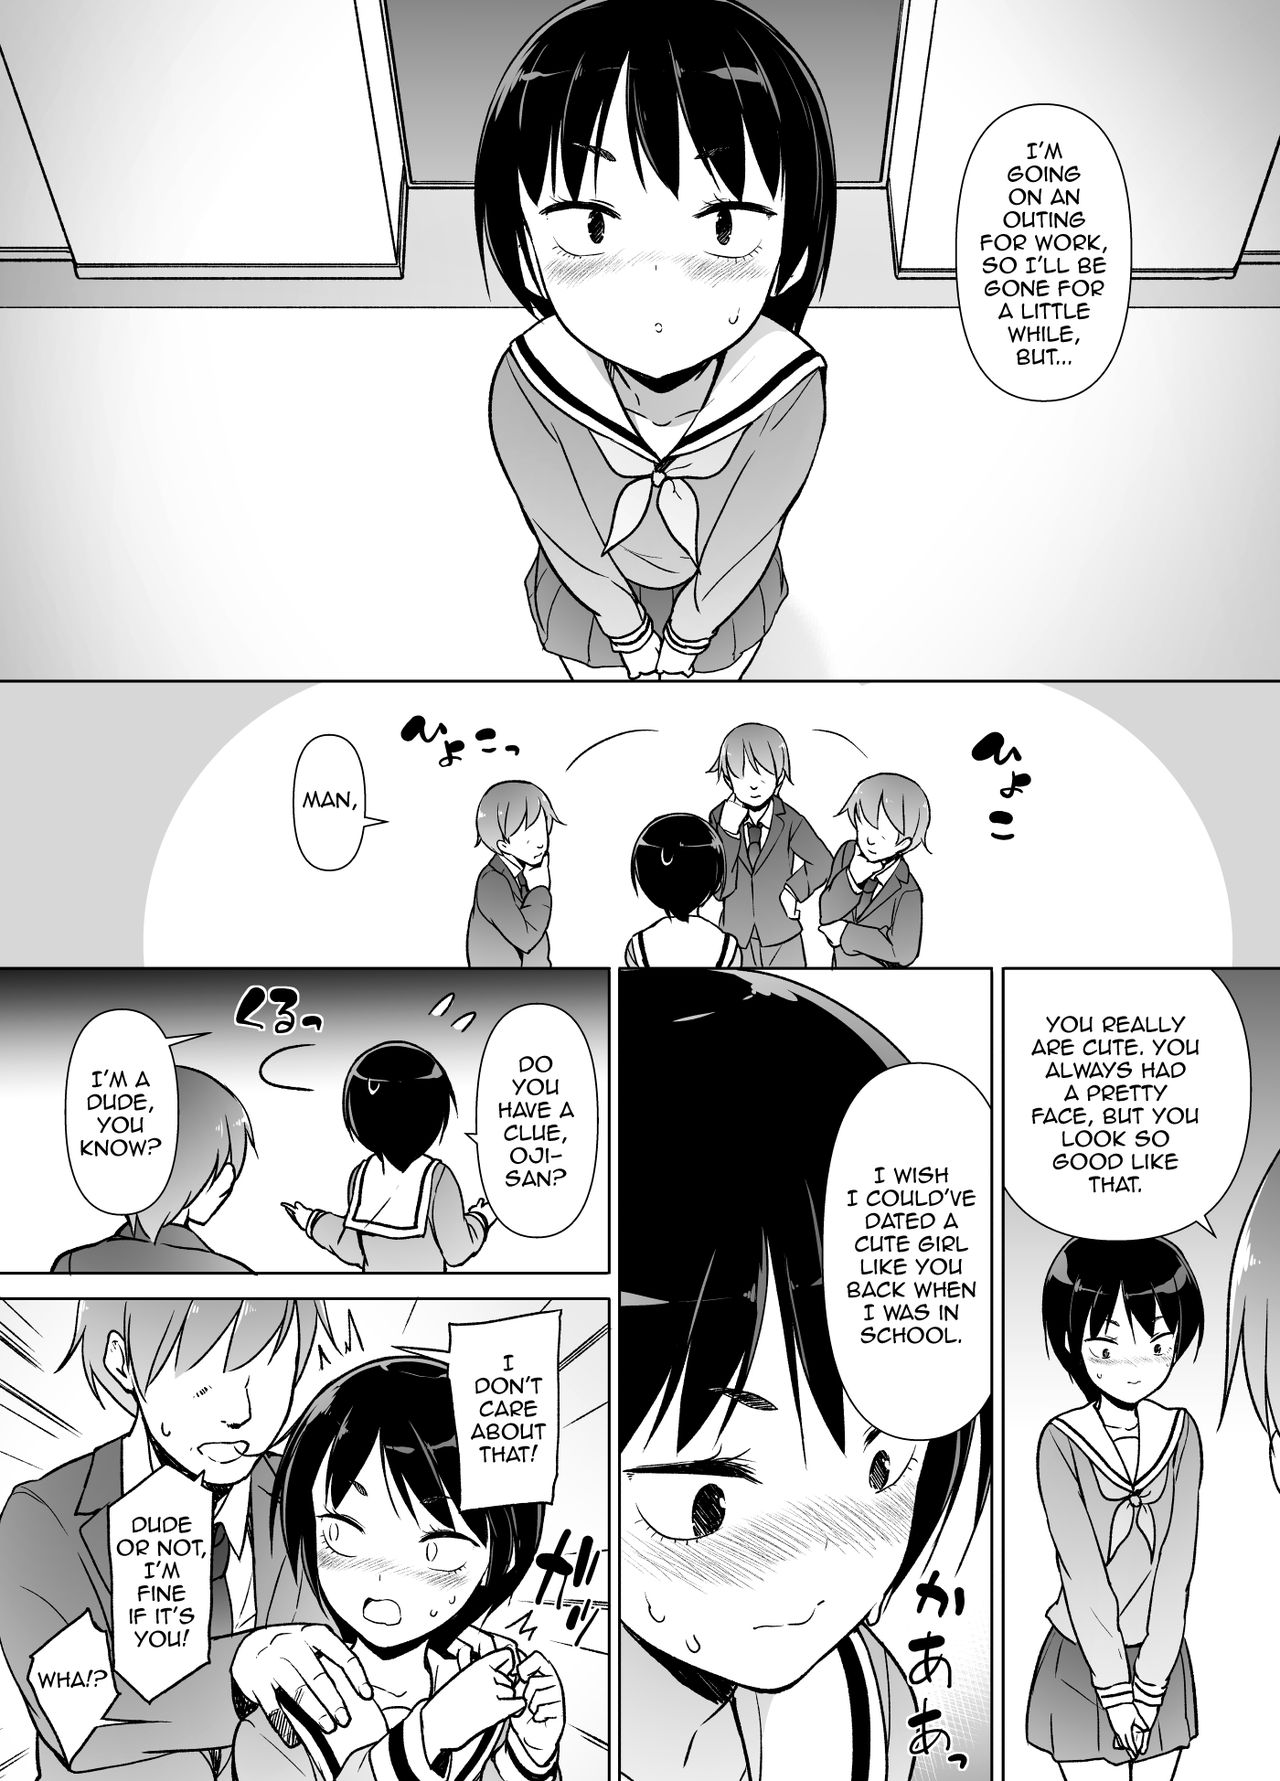 I'M
GOING
ON AN
OUTING
FOR WORK,
SO I'LL BE
GONE FOR
A LITTLE
WHILE,
BUT...
ひょこ
ひょこっ
MAN,
YOU REALLY
ARE CUTE. YOU
ALWAYS HAD
A PRETTY
FACE, BUT YOU
LOOK SO
GOOD LIKE
THAT.
I WISH
I COULD'VE
DATED A
CUTE GIRL
LIKE YOU
BACK WHEN
I WAS IN
SCHOOL.
かあぁっ
DO
YOU
HAVE A
CLUE,
OJI-
SAN?
くるっ
I'M A
DUDE,
YOU
KNOW?
I
DON'T
CARE
ABOUT
THAT!
DUDE
OR NOT,
I'M
FINE
IF IT'S
YOU!
WHA!?